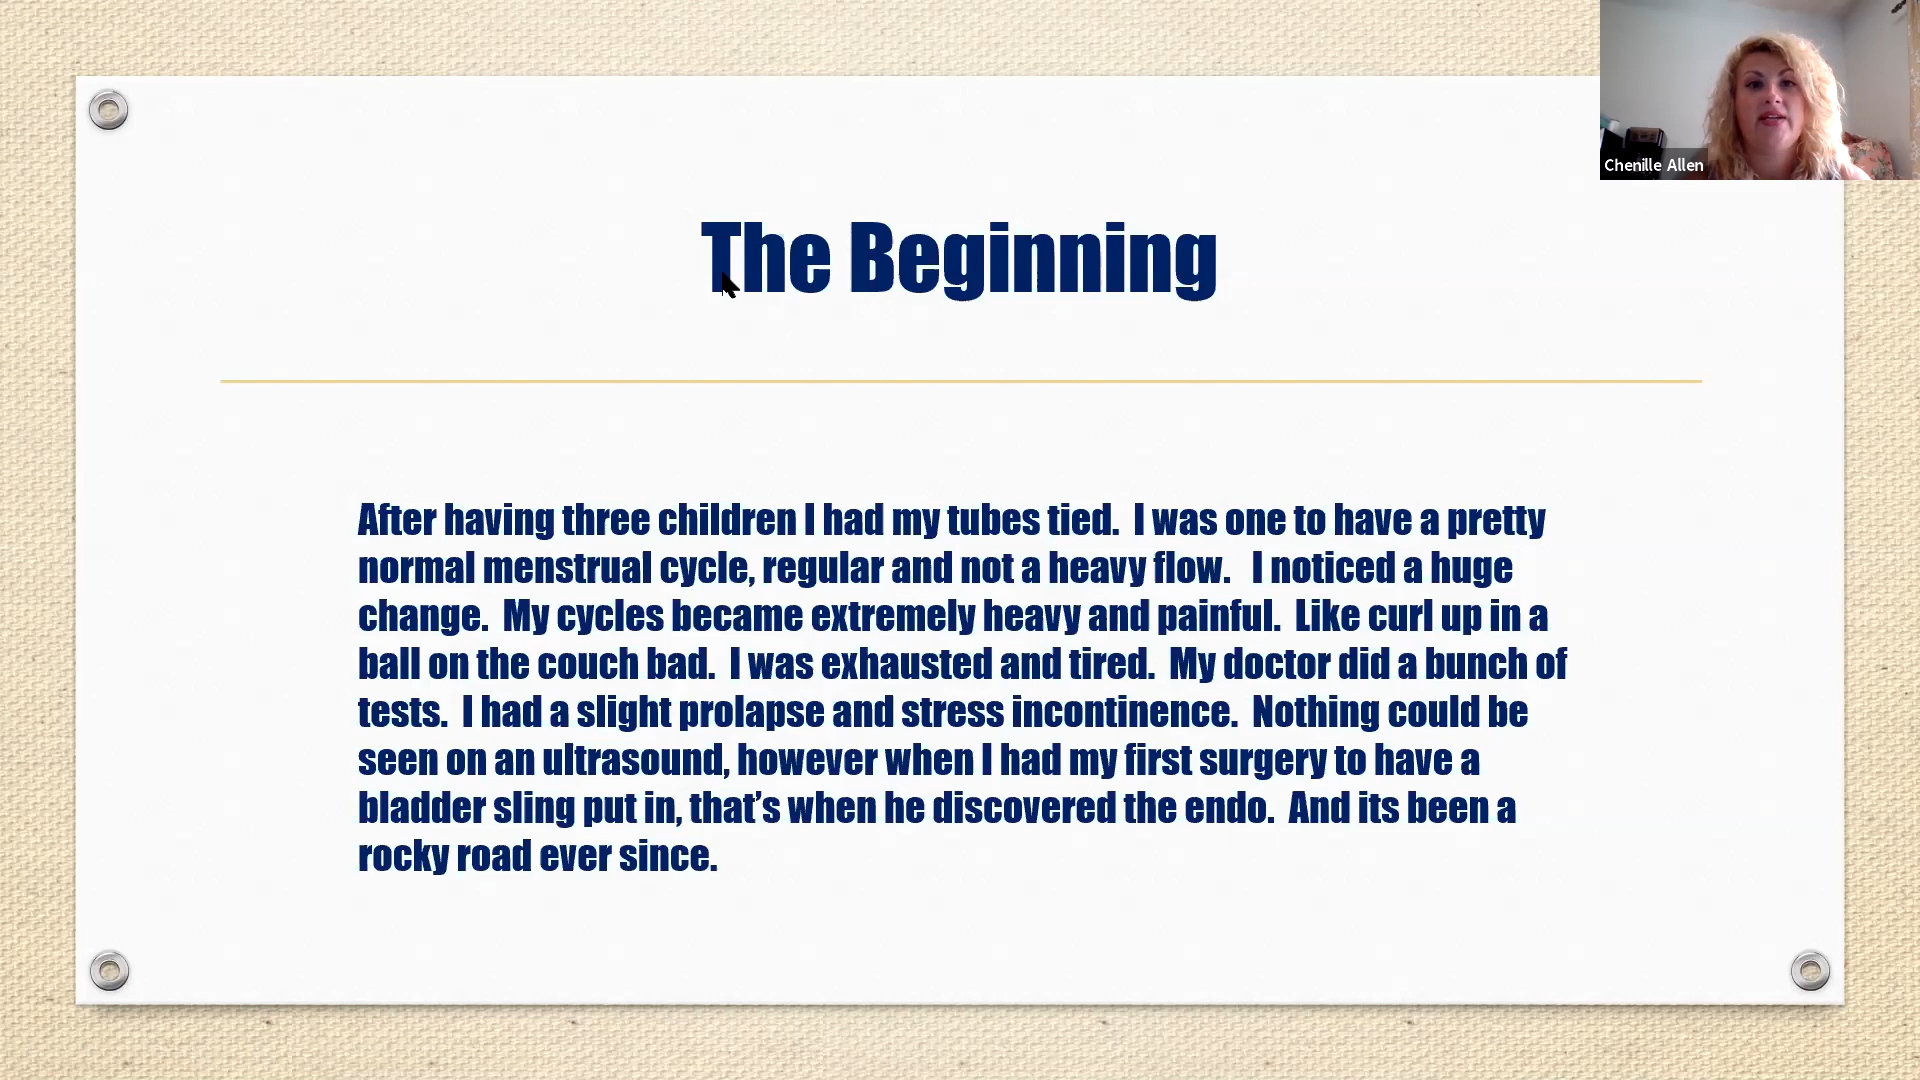 Chenille Allen
The Beginning
After having three children I had my tubes tied.  I was one to have a pretty
normal menstrual cycle, regular and not a heavy flow.   I noticed a huge
change.  My cycles became extremely heavy and painful.  Like curl up in a
ball on the couch bad.  I was exhausted and tired.  My doctor did a bunch of
tests.  I had a slight prolapse and stress incontinence.  Nothing could be
seen on an ultrasound, however when I had my first surgery to have a
bladder sling put in, that’s when he discovered the endo.  And its been a
rocky road ever since.